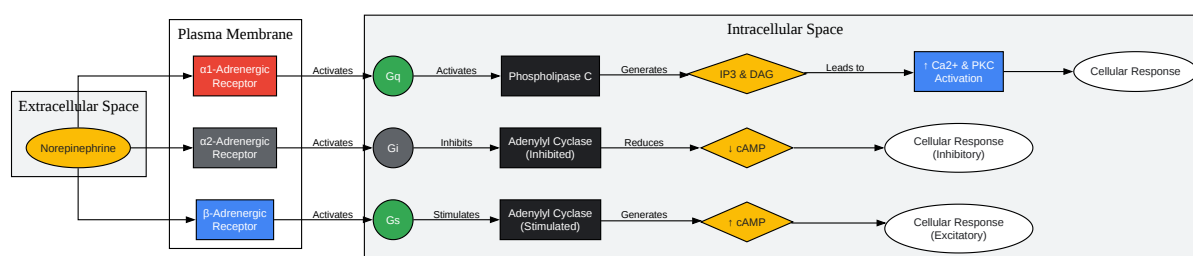 Extracellular Space
Norepinephrine
Plasma Membrane
α1-Adrenergic
Receptor
α2-Adrenergic
Receptor
β-Adrenergic
Receptor
Intracellular Space
Activates
Gq
Activates
Phospholipase C
Generates
IP3 & DAG
Leads to
↑ Ca2+ & PKC
Activation
Cellular Response
Activates
Gi
Inhibits
Adenylyl Cyclase
(Inhibited)
Reduces
↓ cAMP
Cellular Response
(Inhibitory)
Activates
Gs
Stimulates
Adenylyl Cyclase
(Stimulated)
Generates
↑ cAMP
Cellular Response
(Excitatory)